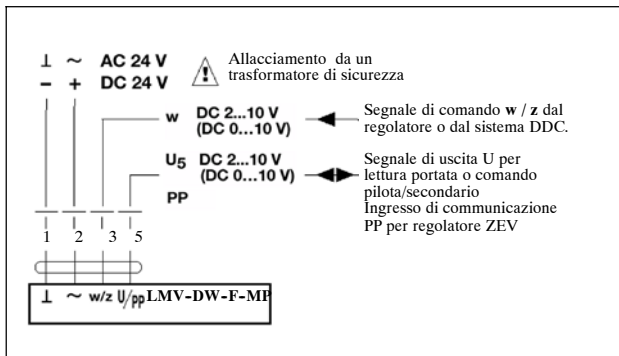 ⊥ ~ AC 24 V
− + DC 24 V
Allacciamento da un
trasformatore di sicurezza
w DC 2...10 V
(DC 0...10 V)
Segnale di comando w / z dal
regolatore o dal sistema DDC.
U5 DC 2...10 V
(DC 0...10 V)
PP
Segnale di uscita U per
lettura portata o comando
pilota/secondario
Ingresso di communicazione
PP per regolatore ZEV
1 2 3 5
⊥ ~ w/z U/pp LMV-DW-F-MP